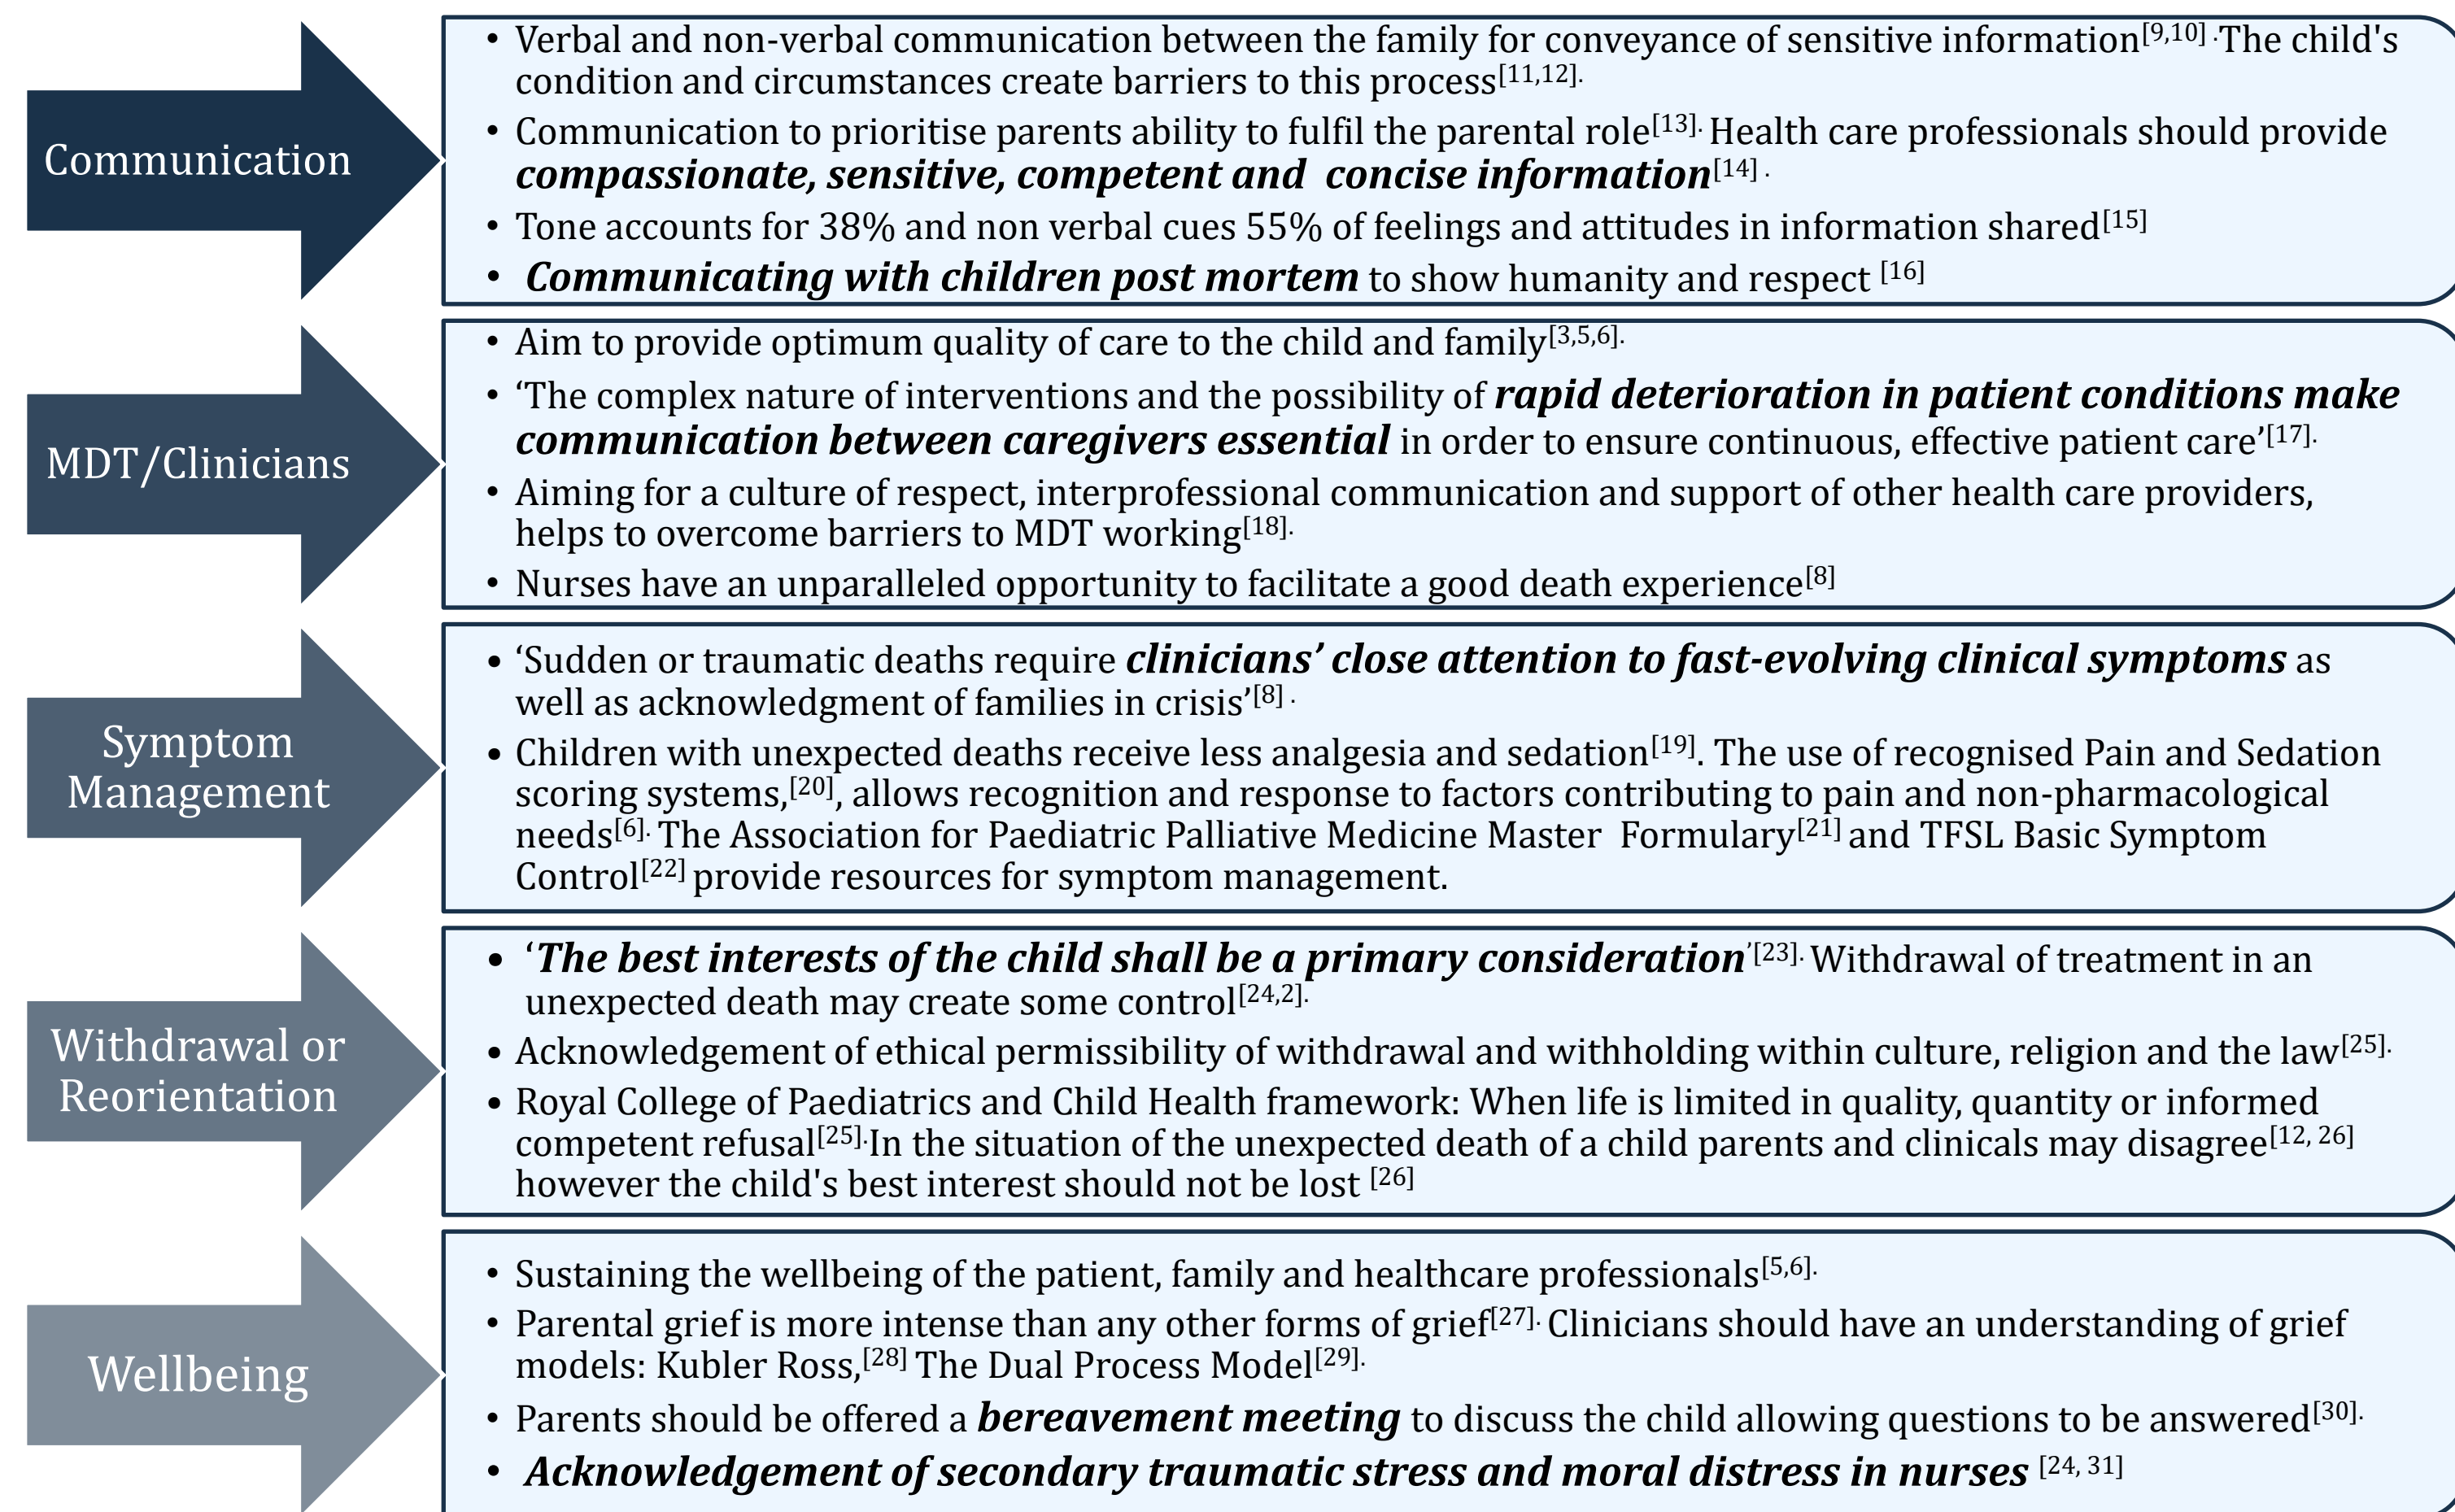 Communication
• Verbal and non-verbal communication between the family for conveyance of sensitive information[9,10] .The child's
condition and circumstances create barriers to this process[11,12].
• Communication to prioritise parents ability to fulfil the parental role[13]. Health care professionals should provide
compassionate, sensitive, competent and  concise information[14] .
• Tone accounts for 38% and non verbal cues 55% of feelings and attitudes in information shared[15]
• Communicating with children post mortem to show humanity and respect [16]
MDT/Clinicians
• Aim to provide optimum quality of care to the child and family[3,5,6].
• ‘The complex nature of interventions and the possibility of rapid deterioration in patient conditions make
communication between caregivers essential in order to ensure continuous, effective patient care’[17].
• Aiming for a culture of respect, interprofessional communication and support of other health care providers,
helps to overcome barriers to MDT working[18].
• Nurses have an unparalleled opportunity to facilitate a good death experience[8]
Symptom
Management
• ‘Sudden or traumatic deaths require clinicians’ close attention to fast-evolving clinical symptoms as
well as acknowledgment of families in crisis’[8] .
• Children with unexpected deaths receive less analgesia and sedation[19]. The use of recognised Pain and Sedation
scoring systems,[20], allows recognition and response to factors contributing to pain and non-pharmacological
needs[6]. The Association for Paediatric Palliative Medicine Master  Formulary[21] and TFSL Basic Symptom
Control[22] provide resources for symptom management.
Withdrawal or
Reorientation
• ‘The best interests of the child shall be a primary consideration’[23]. Withdrawal of treatment in an
unexpected death may create some control[24,2].
• Acknowledgement of ethical permissibility of withdrawal and withholding within culture, religion and the law[25].
• Royal College of Paediatrics and Child Health framework: When life is limited in quality, quantity or informed
competent refusal[25].In the situation of the unexpected death of a child parents and clinicals may disagree[12, 26]
however the child's best interest should not be lost [26]
Wellbeing
• Sustaining the wellbeing of the patient, family and healthcare professionals[5,6].
• Parental grief is more intense than any other forms of grief[27]. Clinicians should have an understanding of grief
models: Kubler Ross,[28] The Dual Process Model[29].
• Parents should be offered a bereavement meeting to discuss the child allowing questions to be answered[30].
• Acknowledgement of secondary traumatic stress and moral distress in nurses [24, 31]